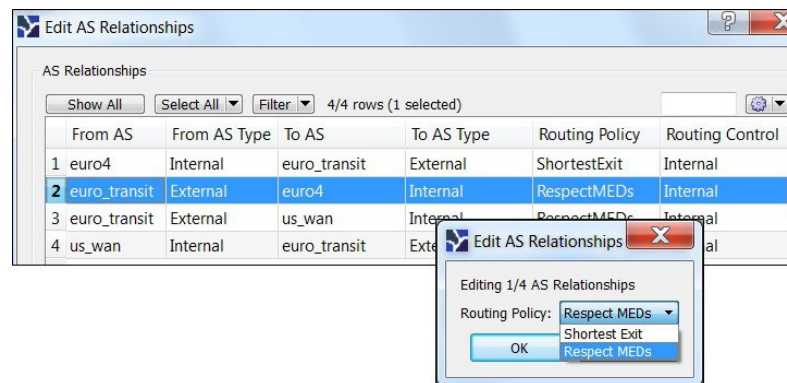 Edit AS Relationships
AS Relationships
Show All Select All Filter 4/4 rows (1 selected)
From AS From AS Type To AS To AS Type Routing Policy Routing Control
1 euro4 Internal euro_transit External ShortestExit Internal
2 euro_transit External euro4 Internal RespectMEDs Internal
3 euro_transit External us_wan Internal RespectMEDs Internal
4 us_wan Internal euro_transit
Edit AS Relationships
Editing 1/4 AS Relationships
Routing Policy: Respect MEDs
Shortest Exit
OK Respect MEDs